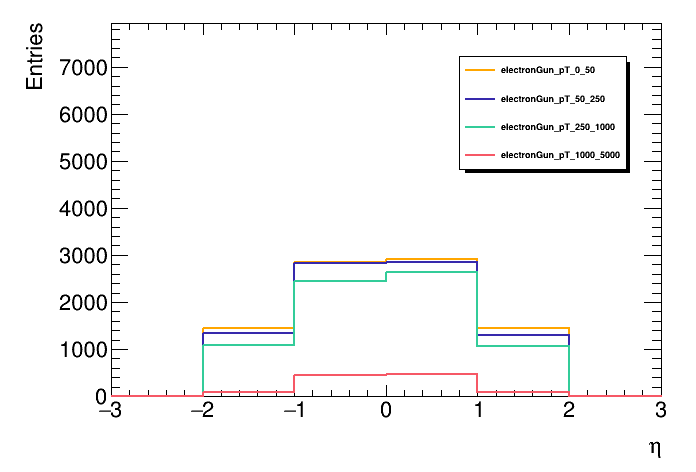 Entries
7000
6000
5000
4000
3000
2000
1000
0
electronGun_pT_0_50
electronGun_pT_50_250
electronGun_pT_250_1000
electronGun_pT_1000_5000
−3 −2 −1 0 1 2 3
η